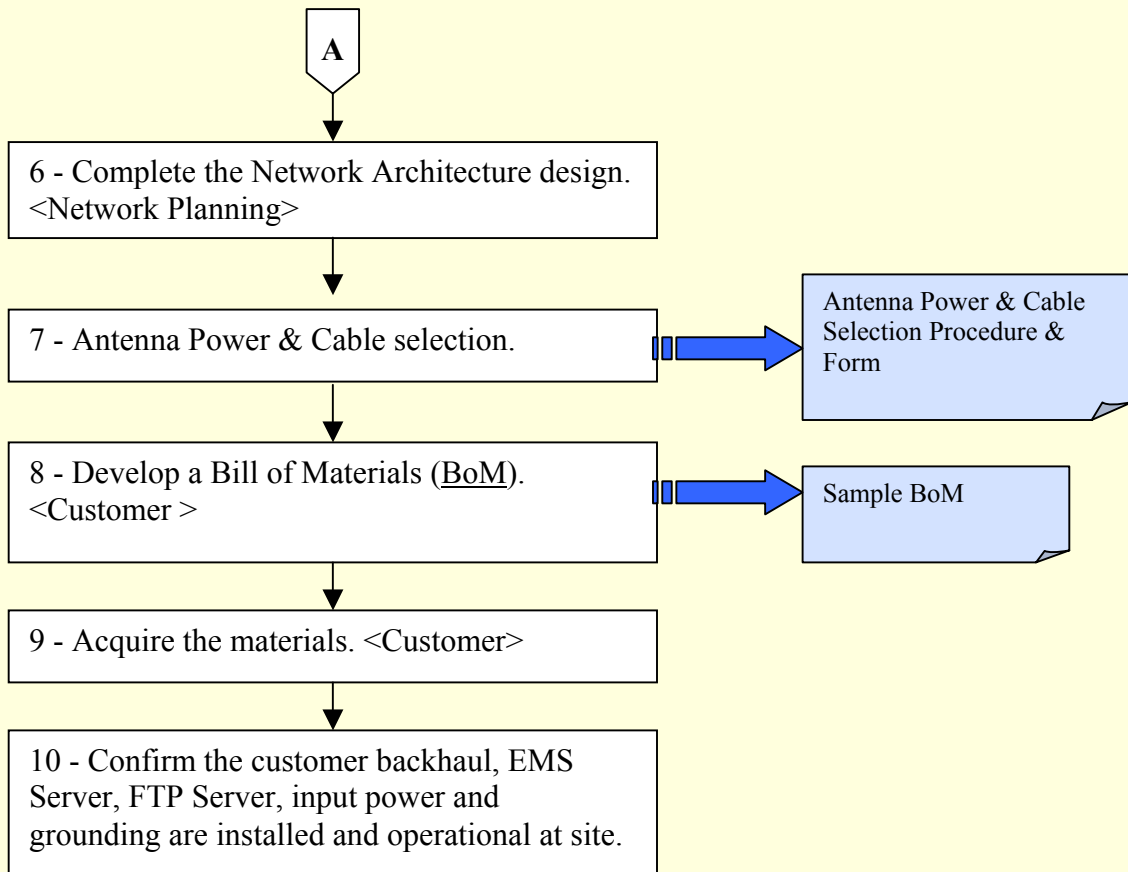 A
6 - Complete the Network Architecture design.
<Network Planning>
7 - Antenna Power & Cable selection.
Antenna Power & Cable
Selection Procedure &
Form
8 - Develop a Bill of Materials (BoM).
<Customer >
Sample BoM
9 - Acquire the materials. <Customer>
10 - Confirm the customer backhaul, EMS
Server, FTP Server, input power and
grounding are installed and operational at site.